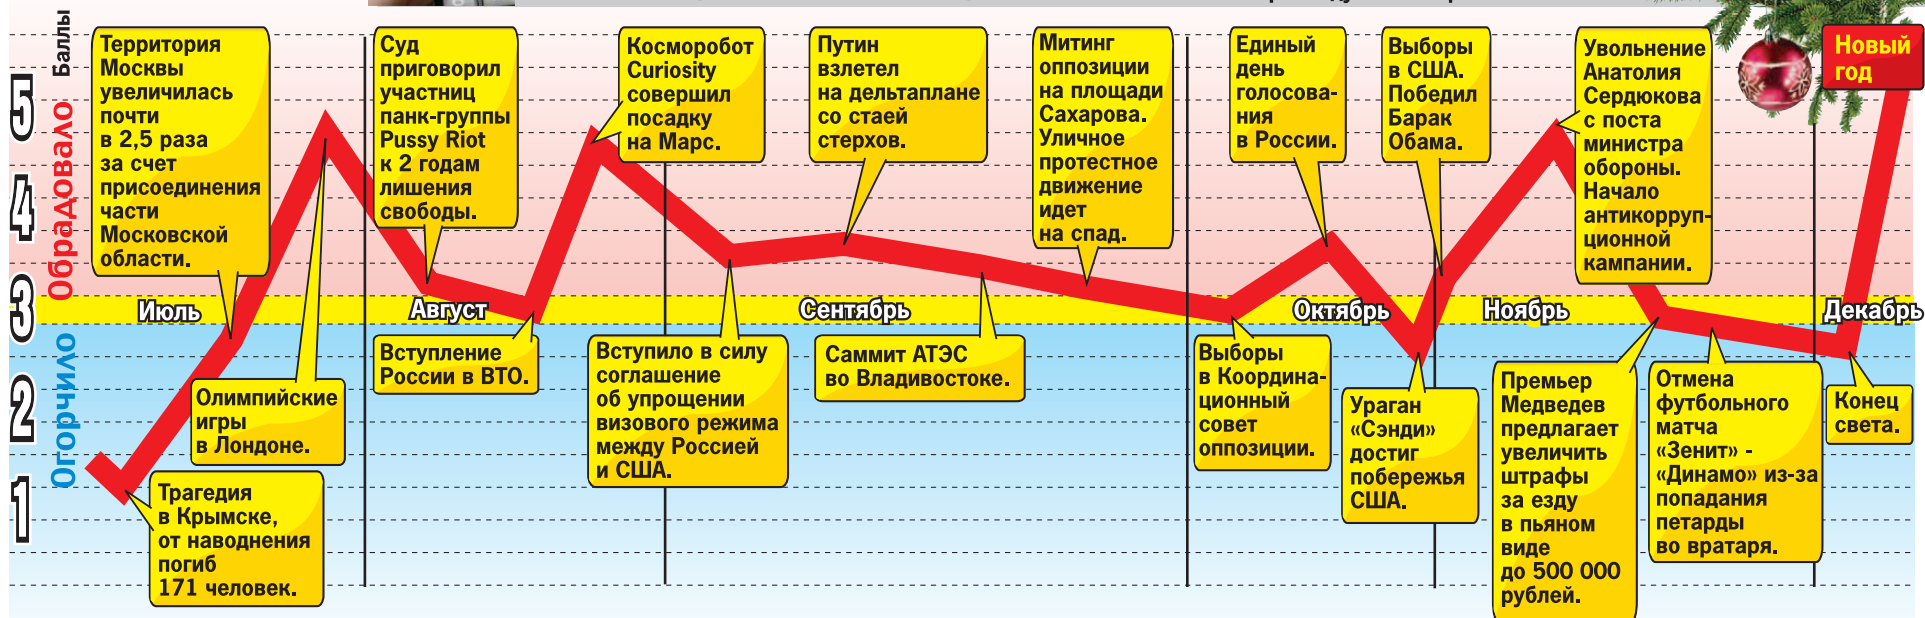 Баллы
5
4
3
2
1
Обрадовало
Огорчило
Территория
Москвы
увеличилась
почти
в 2,5 раза
за счет
присоединения
части
Московской
области.
Суд
приговорил
участниц
панк-группы
Pussy Riot
к 2 годам
лишения
свободы.
Косморобот
Curiosity
совершил
посадку
на Марс.
Путин
взлетел
на дельтаплане
со стаей
стерхов.
Митинг
оппозиции
на площади
Сахарова.
Уличное
протестное
движение
идет
на спад.
Единый
день
голосова-
ния
в России.
Выборы
в США.
Победил
Барак
Обама.
Увольнение
Анатолия
Сердюкова
с поста
министра
обороны.
Начало
антикорруп-
ционной
кампании.
Новый
год
Июль
Август
Сентябрь
Октябрь
Ноябрь
Декабрь
Трагедия
в Крымске,
от наводнения
погиб
171 человек.
Олимпийские
игры
в Лондоне.
Вступление
России в ВТО.
Вступило в силу
соглашение
об упрощении
визового режима
между Россией
и США.
Саммит АТЭС
во Владивостоке.
Выборы
в Координа-
ционный
совет
оппозиции.
Ураган
«Сэнди»
достиг
побережья
США.
Премьер
Медведев
предлагает
увеличить
штрафы
за езду
в пьяном
виде
до 500 000
рублей.
Отмена
футбольного
матча
«Зенит» -
«Динамо» из-за
попадания
петарды
во вратаря.
Конец
света.